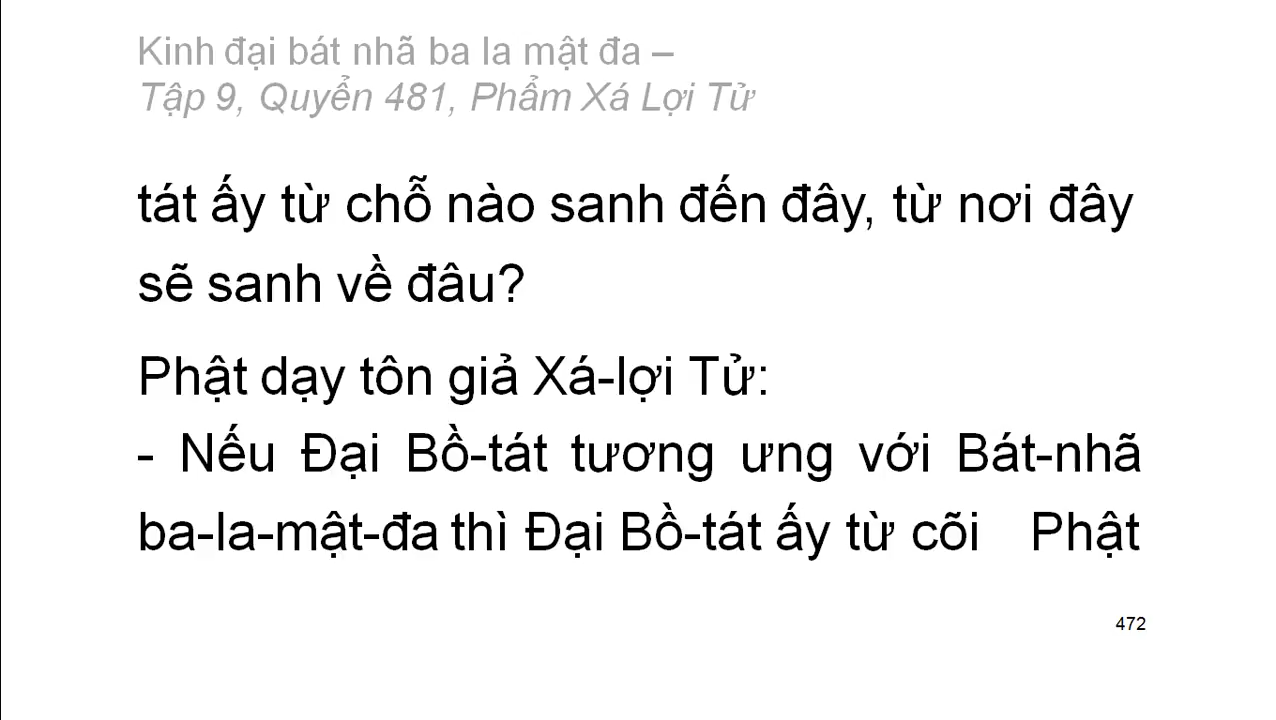 Kinh đại bát nhã ba la mật đa –
Tập 9, Quyển 481, Phẩm Xá Lợi Tử
tát ấy từ chỗ nào sanh đến đây, từ nơi đây
sẽ sanh về đâu?
Phật dạy tôn giả Xá-lợi Tử:
- Nếu Đại Bồ-tát tương ưng với Bát-nhã
ba-la-mật-đa thì Đại Bồ-tát ấy từ cõi Phật
472